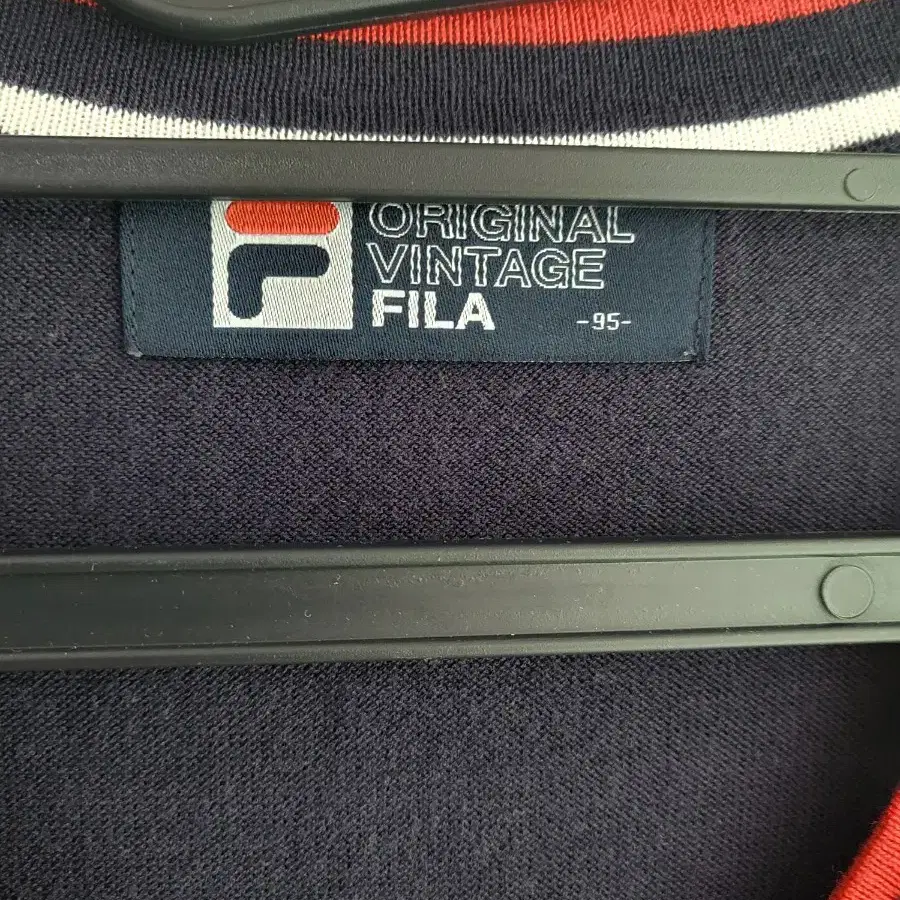 ORIGINAL
VINTAGE
FILA
-95-